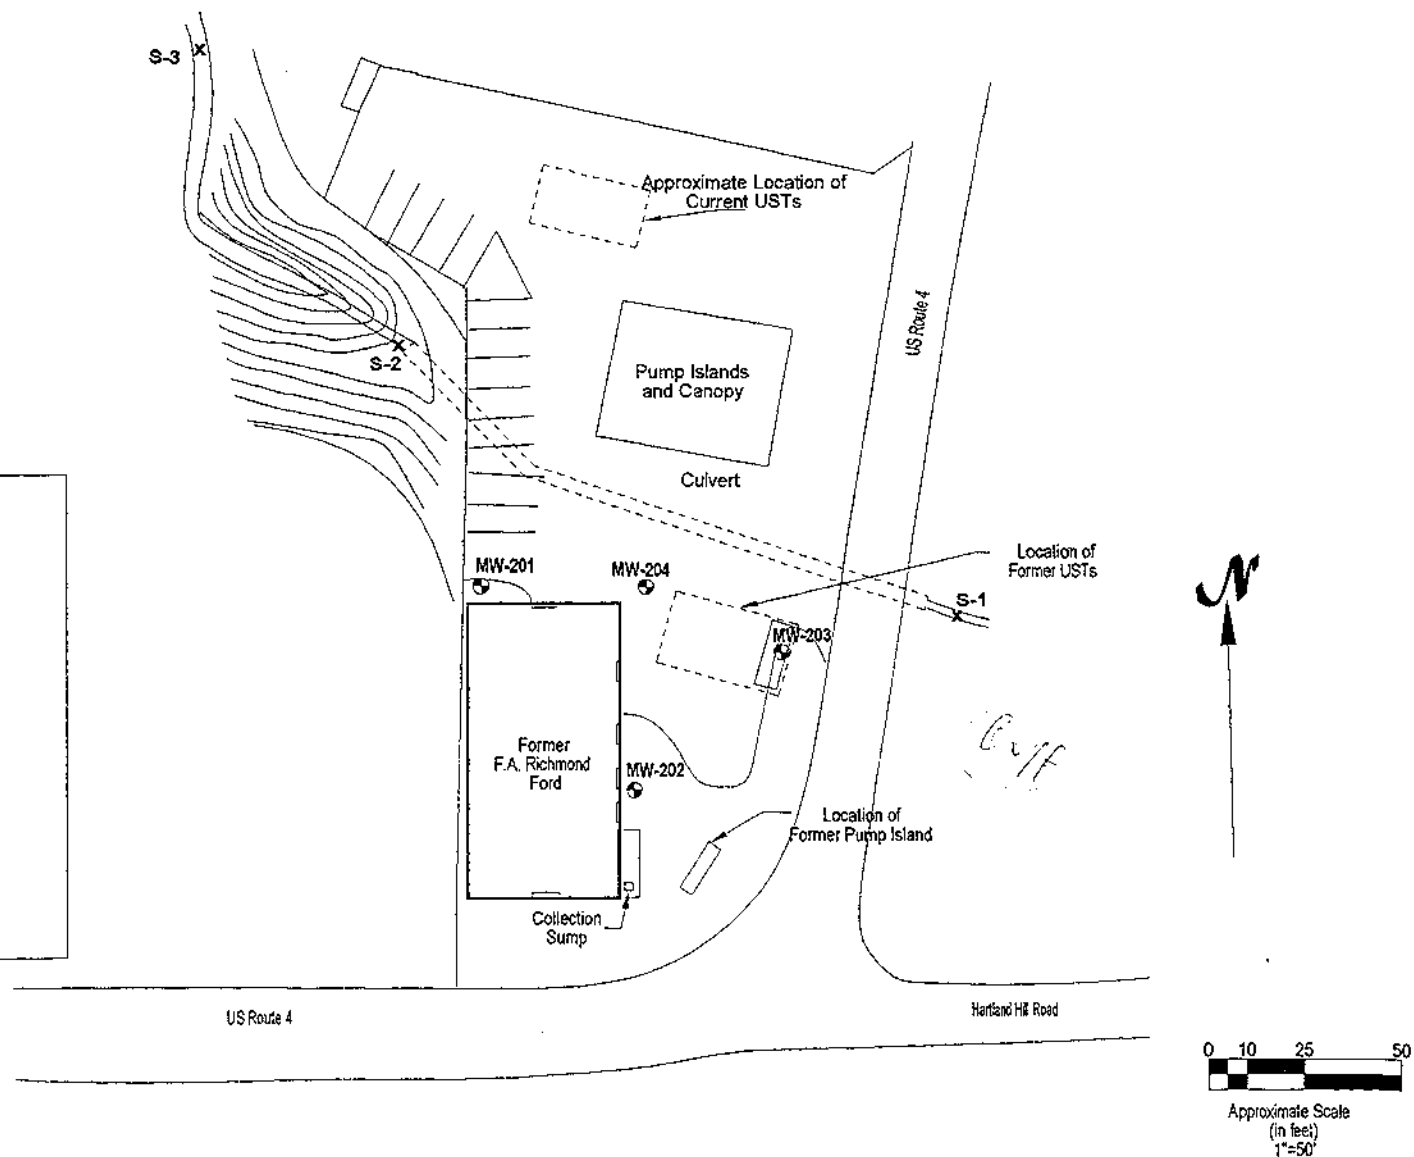 S-3
Approximate Location of
Current USTs
US Route 4
Pump Islands
and Canopy
S-2
Culvert
Location of
Former USTs
MW-201
MW-204
S-1
MW-203
N
Former
F.A. Richmond
Ford
MW-202
Location of
Former Pump Island
Collection
Sump
US Route 4
Hartland Hill Road
0 10 25 50
Approximate Scale
(in feet)
1"=50'